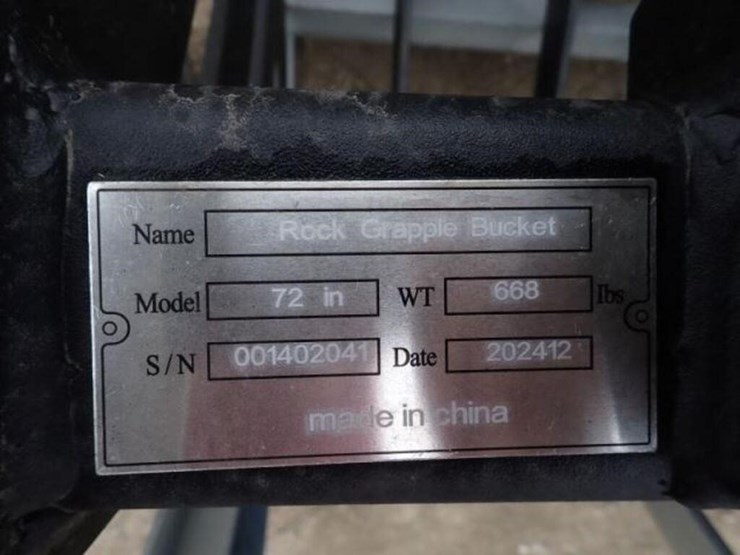 Name Rock Grapple Bucket
Model 72 in WT 668 lbs
S/N 001402041 Date 202412
made in china